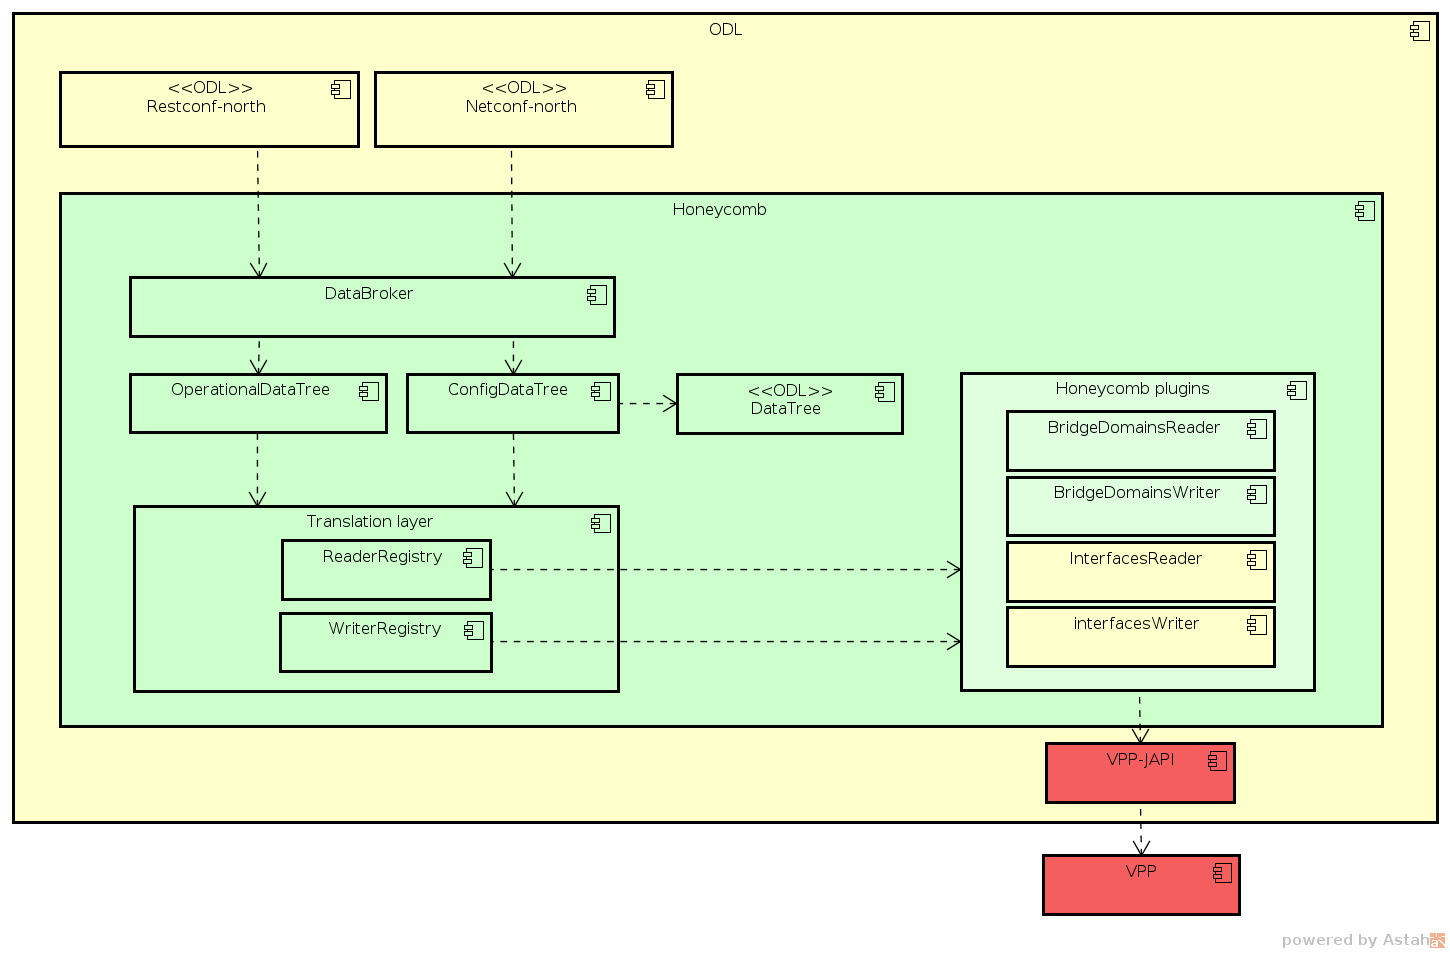 ODL
<<ODL>>
Restconf-north
<<ODL>>
Netconf-north
Honeycomb
DataBroker
OperationalDataTree
ConfigDataTree
<<ODL>>
DataTree
Honeycomb plugins
BridgeDomainsReader
BridgeDomainsWriter
InterfacesReader
interfacesWriter
Translation layer
ReaderRegistry
WriterRegistry
VPP-JAPI
VPP
powered by Astah